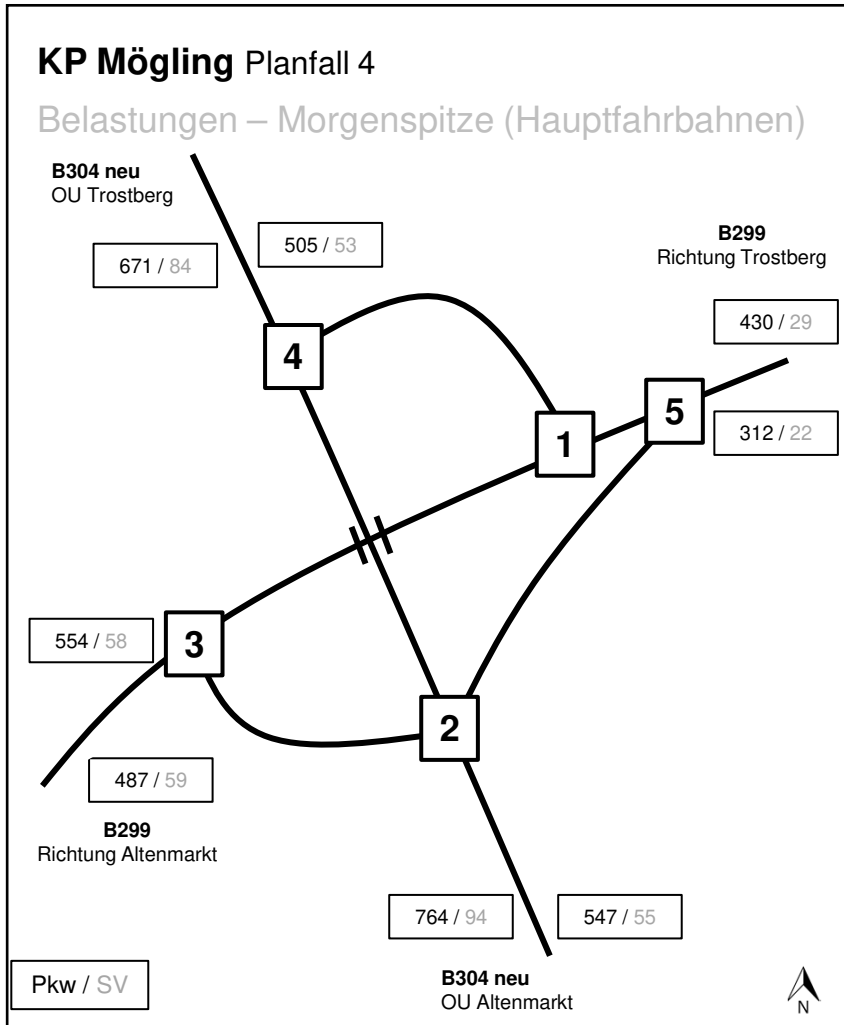 KP Mögling Planfall 4
Belastungen – Morgenspitze (Hauptfahrbahnen)
B304 neu
OU Trostberg
505 / 53
671 / 84
B299
Richtung Trostberg
430 / 29
4
5
1
312 / 22
554 / 58
3
2
487 / 59
B299
Richtung Altenmarkt
764 / 94
547 / 55
B304 neu
OU Altenmarkt
Pkw / SV
N